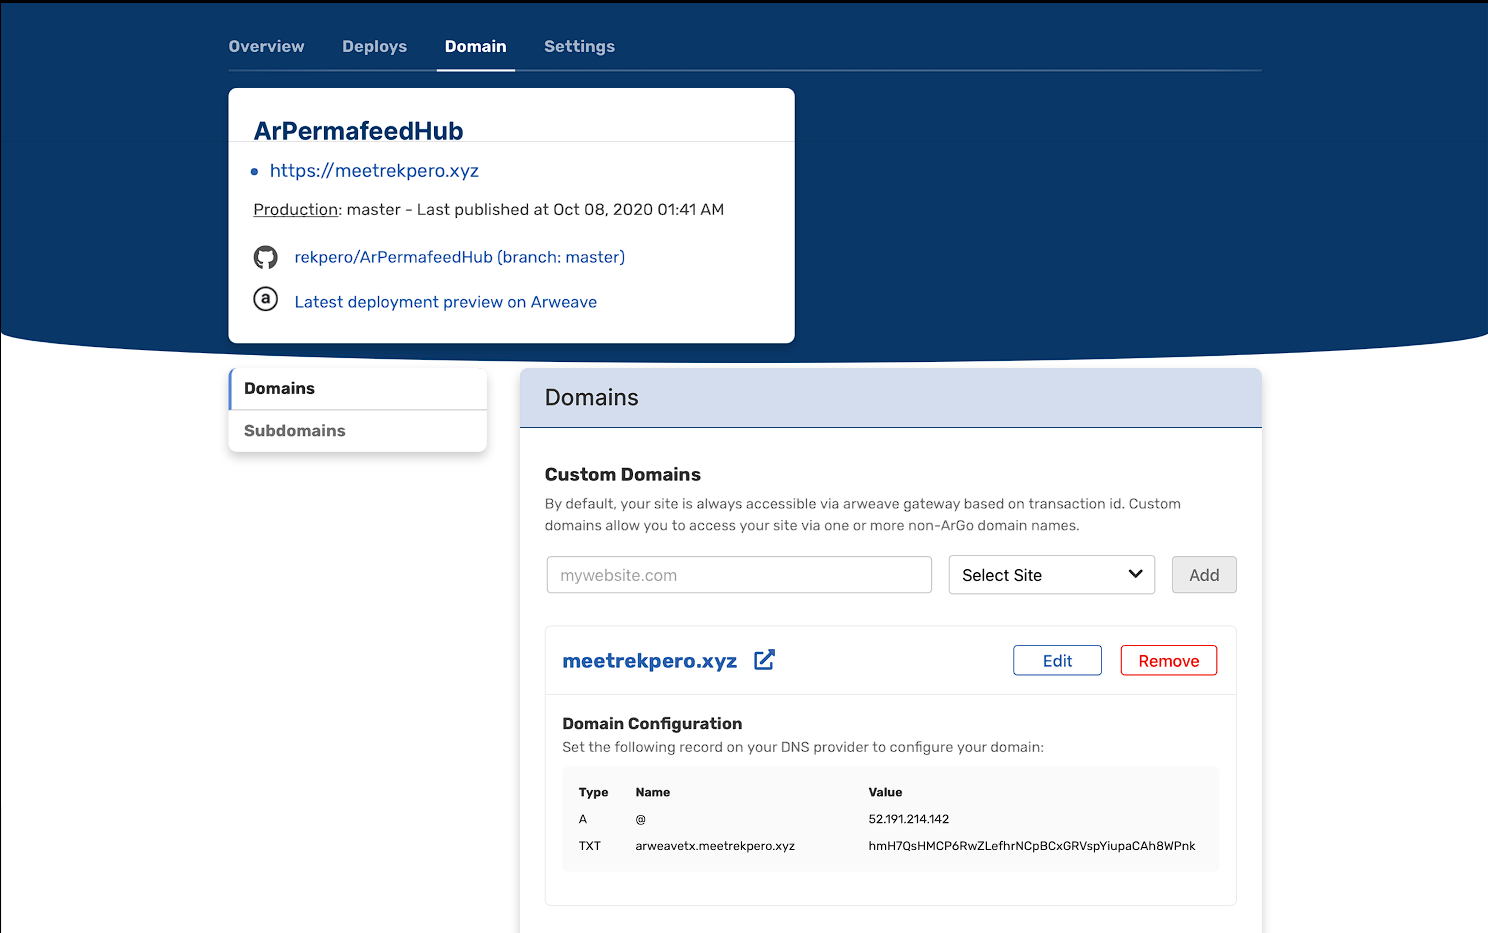 Overview Deploys Domain Settings
ArPermafeedHub
https://meetrekpero.xyz
Production: master - Last published at Oct 08, 2020 01:41 AM
rekpero/ArPermafeedHub (branch: master)
a
Latest deployment preview on Arweave
Domains
Subdomains
Domains
Custom Domains
By default, your site is always accessible via arweave gateway based on transaction id. Custom
domains allow you to access your site via one or more non-ArGo domain names.
mywebsite.com Select Site Add
meetrekpero.xyz Edit Remove
Domain Configuration
Set the following record on your DNS provider to configure your domain:
Type Name Value
A @ 52.191.214.142
TXT arweavetx.meetrekpero.xyz hmH7QsHMCP6RwZLefhrNCpBCxGRVspYiupaCAh8WPnk